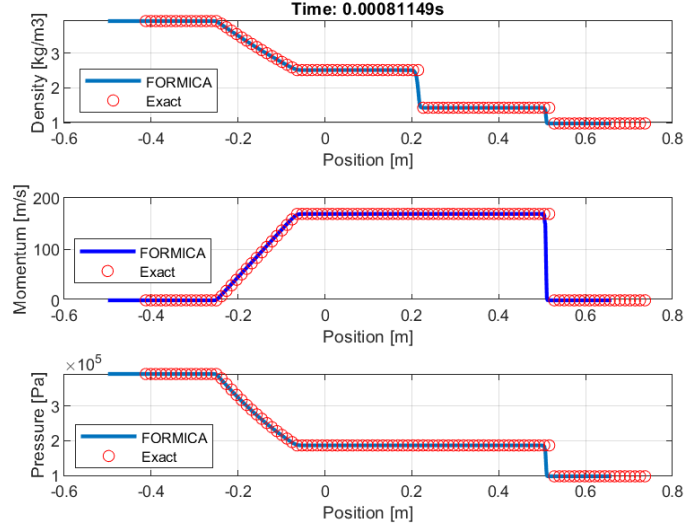 Time: 0.00081149s
Density [kg/m3]
3
2
1
FORMICA
Exact
-0.6 -0.4 -0.2 0 0.2 0.4 0.6 0.8
Position [m]
Momentum [m/s]
200
100
0
FORMICA
Exact
-0.6 -0.4 -0.2 0 0.2 0.4 0.6 0.8
Position [m]
×10⁵
Pressure [Pa]
3
2
1
FORMICA
Exact
-0.6 -0.4 -0.2 0 0.2 0.4 0.6 0.8
Position [m]